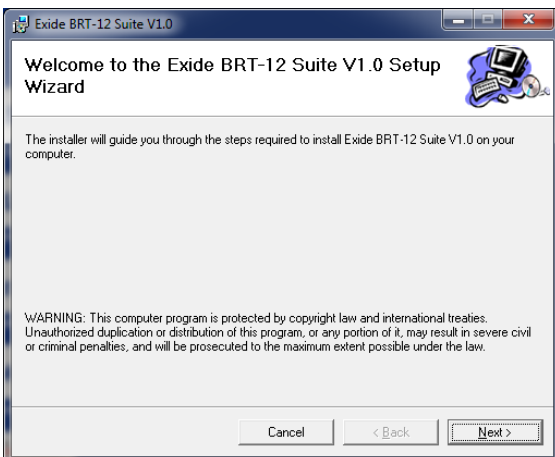 Exide BRT-12 Suite V1.0
Welcome to the Exide BRT-12 Suite V1.0 Setup
Wizard
The installer will guide you through the steps required to install Exide BRT-12 Suite V1.0 on your
computer.
WARNING: This computer program is protected by copyright law and international treaties.
Unauthorized duplication or distribution of this program, or any portion of it, may result in severe civil
or criminal penalties, and will be prosecuted to the maximum extent possible under the law.
Cancel < Back Next >